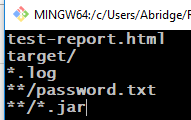 MINGW64:/c/Users/Abridge/
test-report.html
target/
*.log
**/password.txt
**/*.jar